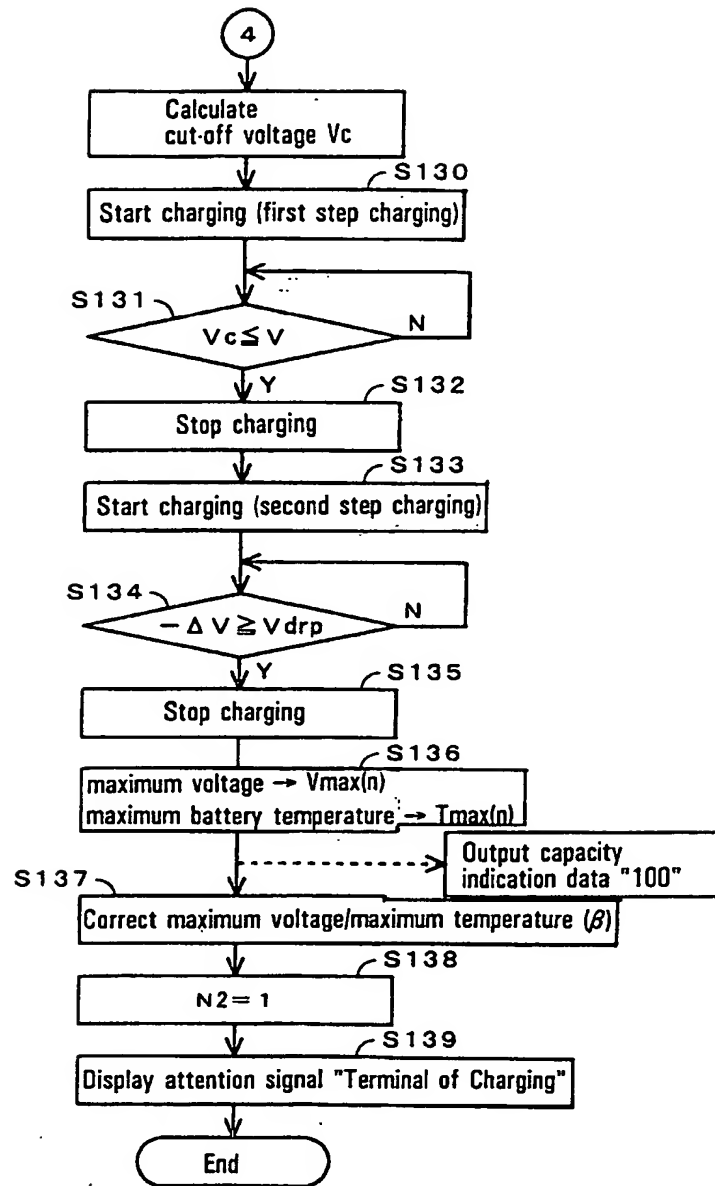 4
Calculate
cut-off voltage Vc
S130
Start charging (first step charging)
S131
Vc≦V
N
Y
S132
Stop charging
S133
Start charging (second step charging)
S134
-ΔV≧Vdrp
N
Y
S135
Stop charging
S136
maximum voltage → Vmax(n)
maximum battery temperature → Tmax(n)
Output capacity
indication data "100"
S137
Correct maximum voltage/maximum temperature (β)
S138
N2=1
S139
Display attention signal "Terminal of Charging"
End